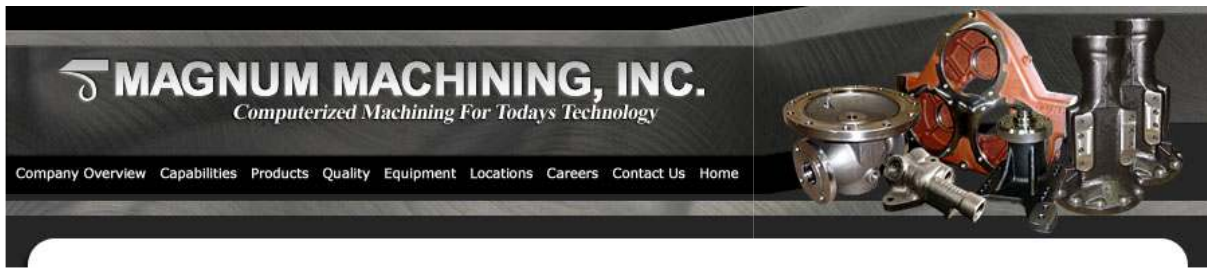 MAGNUM MACHINING, INC.
Computerized Machining For Todays Technology
Company Overview Capabilities Products Quality Equipment Locations Careers Contact Us Home